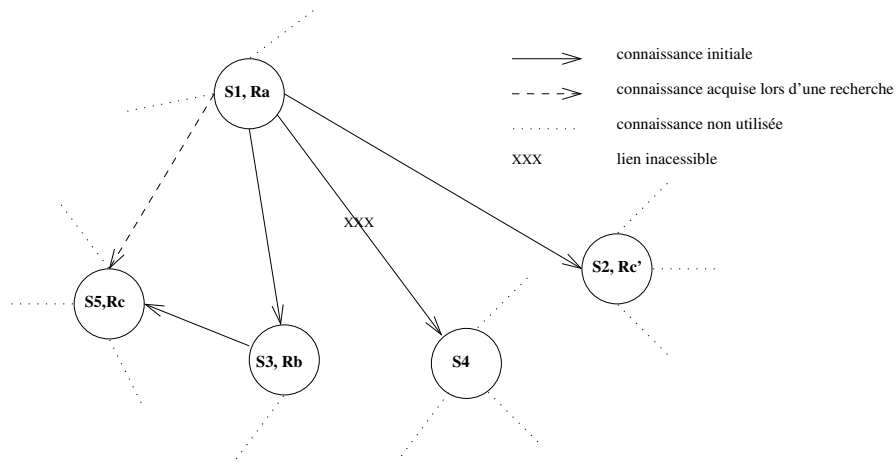 S1, Ra
connaissance initiale
connaissance acquise lors d'une recherche
connaissance non utilisée
XXX lien inacessible
XXX
S2, Rc'
S5,Rc
S3, Rb
S4